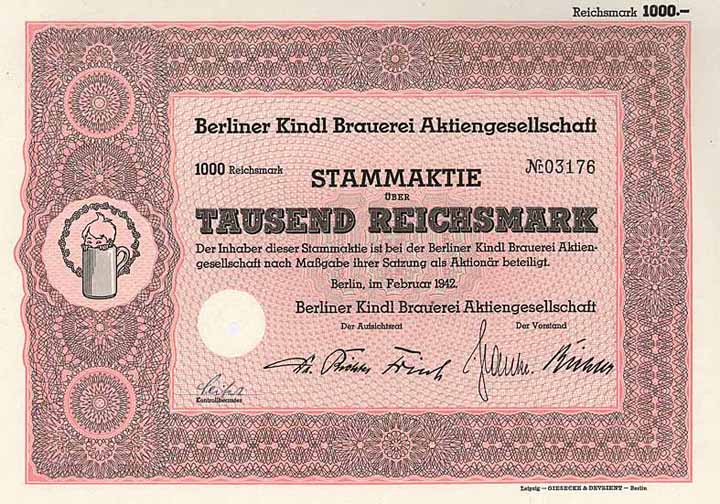 Reichsmark 1000.-
Berliner Kindl Brauerei Aktiengesellschaft
1000 Reichsmark
STAMMAKTIE
№ 03176
ÜBER
TAUSEND REICHSMARK
Der Inhaber dieser Stammaktie ist bei der Berliner Kindl Brauerei Aktien-
gesellschaft nach Maßgabe ihrer Satzung als Aktionär beteiligt.
Berlin, im Februar 1942.
Berliner Kindl Brauerei Aktiengesellschaft
Der Aufsichtsrat
Der Vorstand
Kontrollbeamter
Leipzig — GIESECKE & DEVRIENT — Berlin